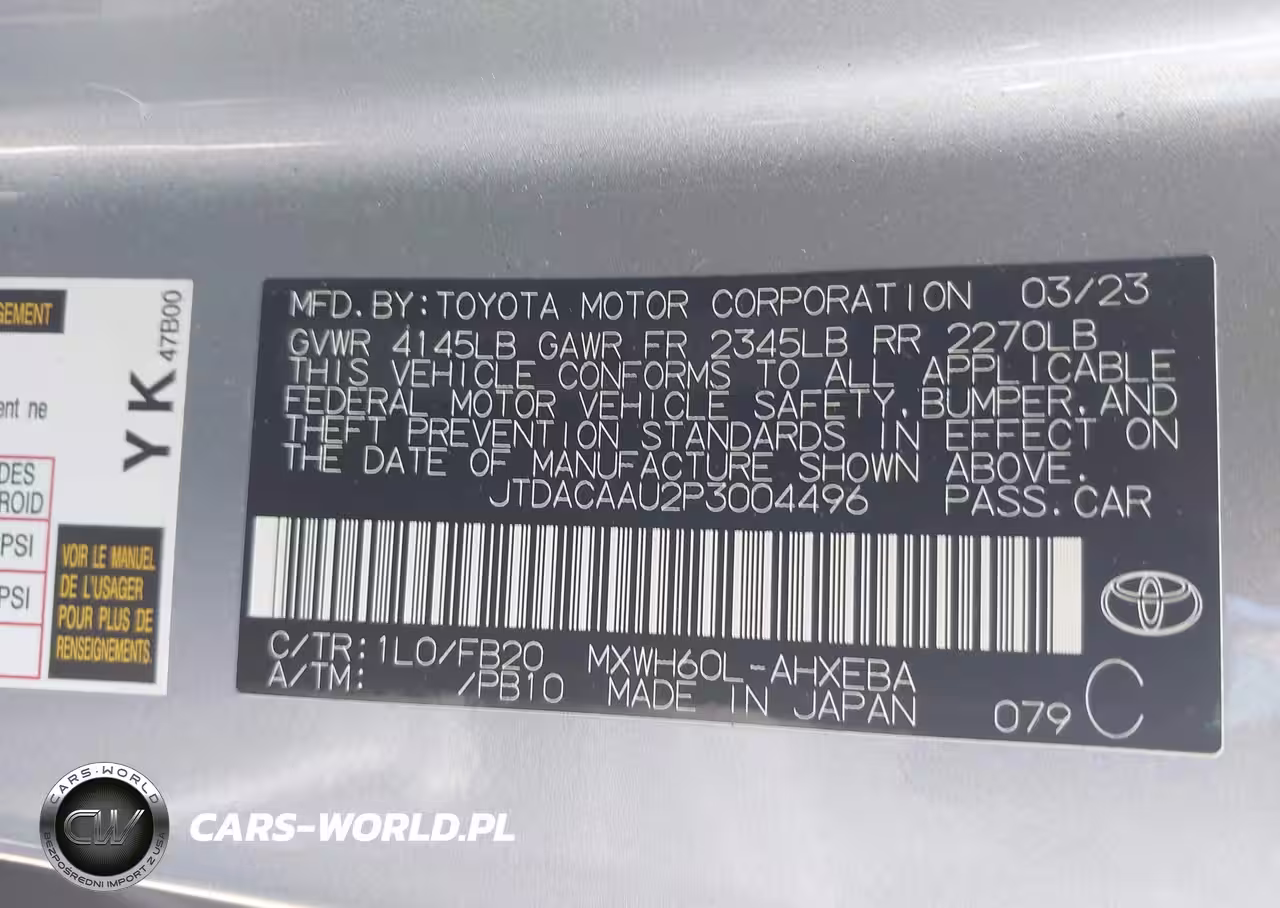 GEMENT
ent ne
DES
ROID
PSI
PSI
VOIR LE MANUEL
DE L'USAGER
POUR PLUS DE
RENSEIGNEMENTS.
YK 47B00
MFD.BY:TOYOTA MOTOR CORPORATION 03/23
GVWR 4145LB GAWR FR 2345LB RR 2270LB
THIS VEHICLE CONFORMS TO ALL APPLICABLE
FEDERAL MOTOR VEHICLE SAFETY,BUMPER,AND
THEFT PREVENTION STANDARDS IN EFFECT ON
THE DATE OF MANUFACTURE SHOWN ABOVE.
JTDACAAU2P3004496 PASS.CAR
C/TR:1L0/FB20 MXWH60L-AHXEBA
A/TM: /PB10 MADE IN JAPAN 079 C
CARS-WORLD
CW
BEZPOŚREDNI IMPORT Z USA
CARS-WORLD.PL